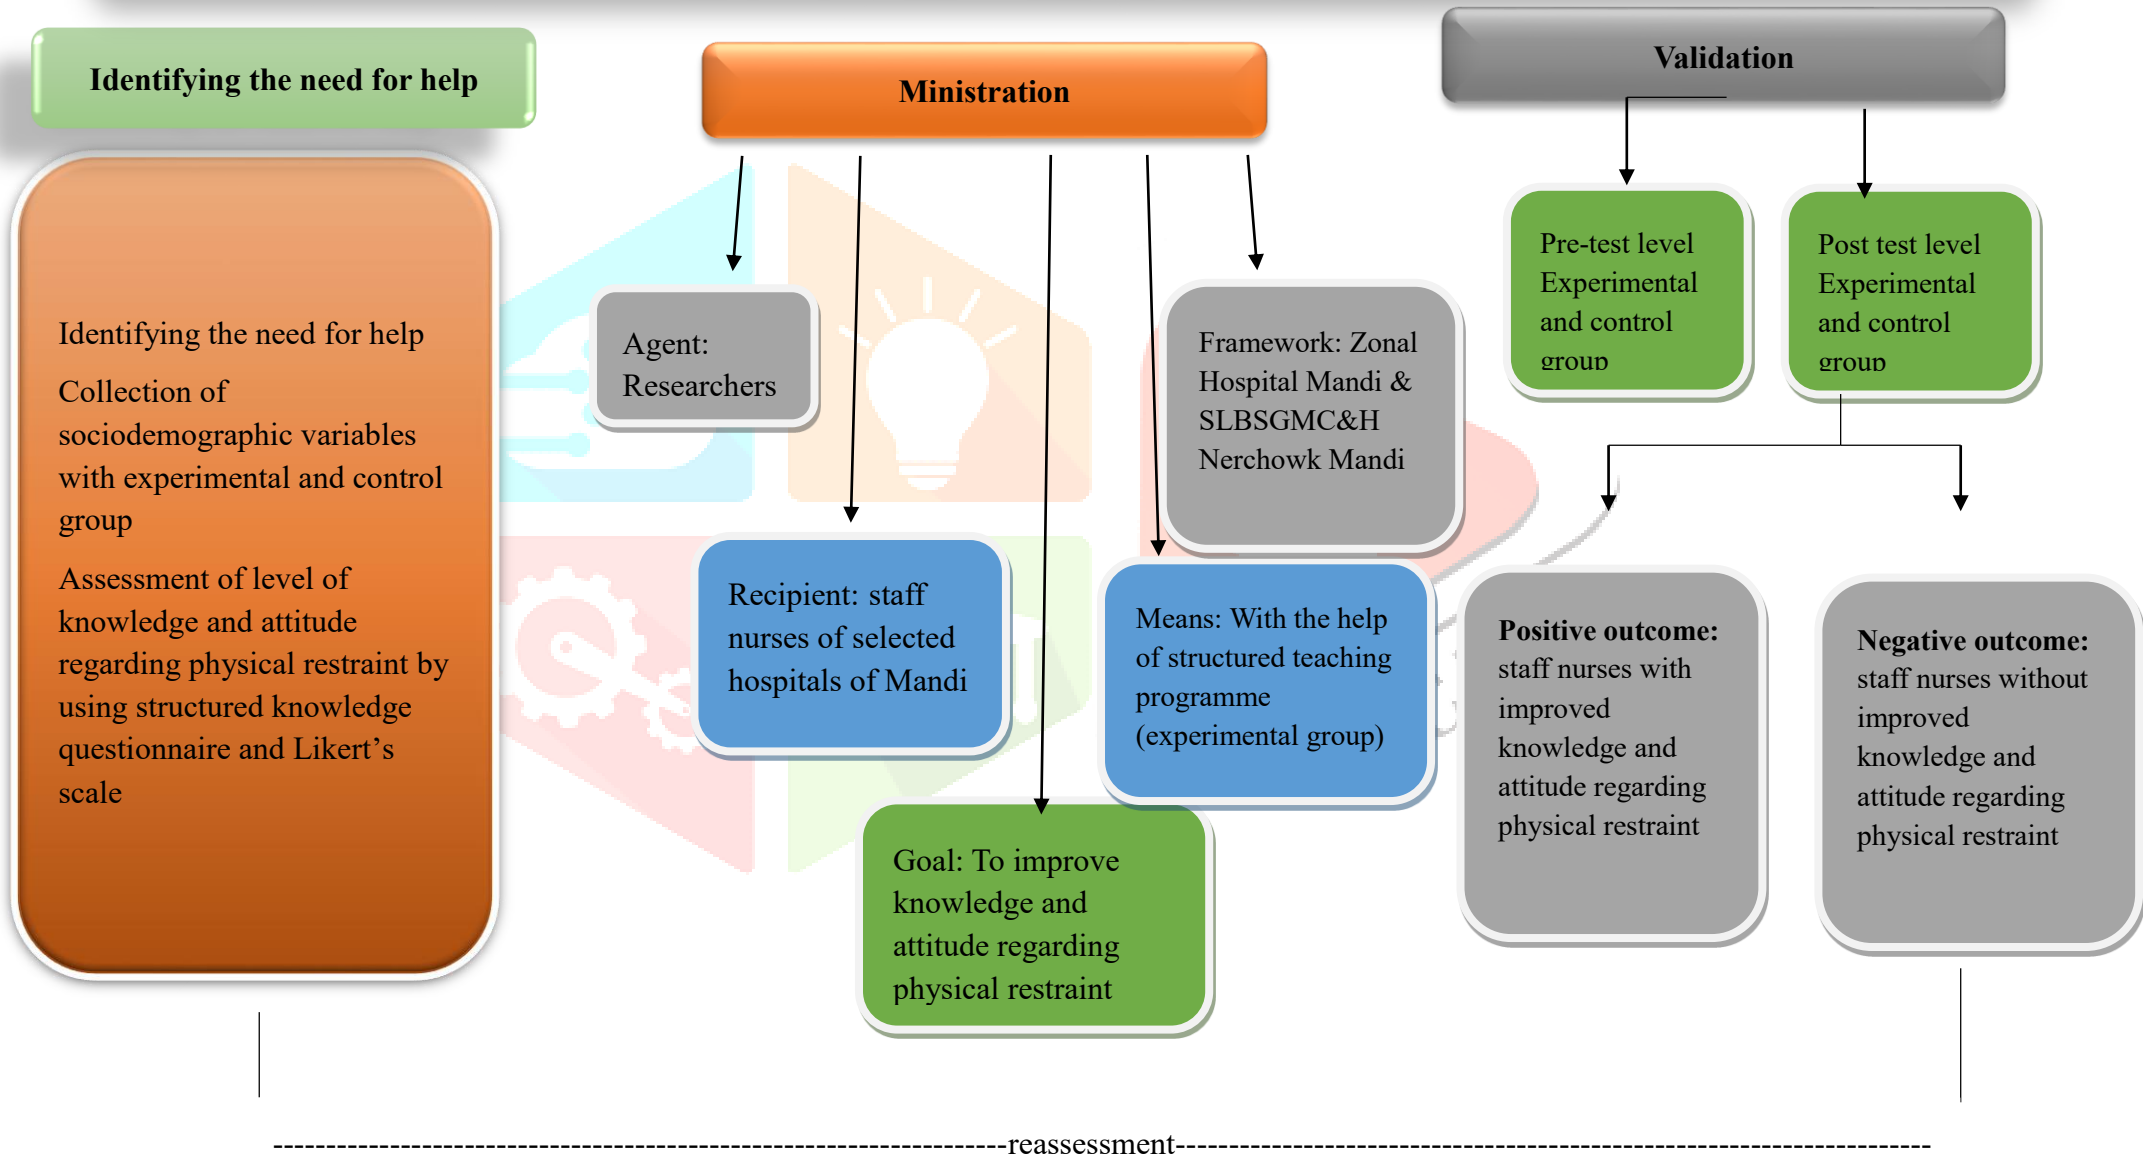 Identifying the need for help
Identifying the need for help
Collection of
sociodemographic variables
with experimental and control
group
Assessment of level of
knowledge and attitude
regarding physical restraint by
using structured knowledge
questionnaire and Likert’s
scale
Ministration
Agent:
Researchers
Recipient: staff
nurses of selected
hospitals of Mandi
Goal: To improve
knowledge and
attitude regarding
physical restraint
Means: With the help
of structured teaching
programme
(experimental group)
Framework: Zonal
Hospital Mandi &
SLBSGMC&H
Nerchowk Mandi
Validation
Pre-test level
Experimental
and control
group
Post test level
Experimental
and control
group
Positive outcome:
staff nurses with
improved
knowledge and
attitude regarding
physical restraint
Negative outcome:
staff nurses without
improved
knowledge and
attitude regarding
physical restraint
reassessment